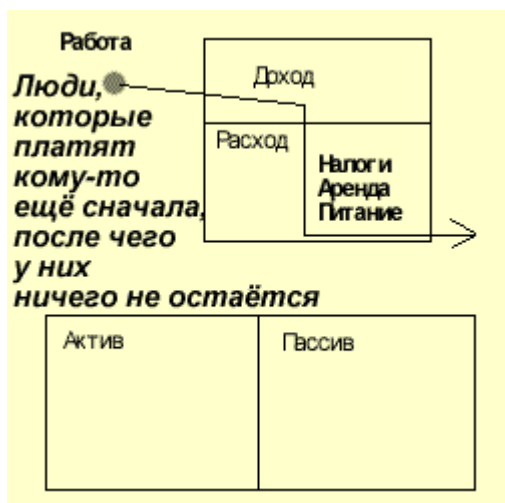 Работа
Люди,
которые
платят
кому-то
ещё сначала,
после чего
у них
ничего не остаётся
Доход
Расход
Налоги
Аренда
Питание
Актив
Пассив